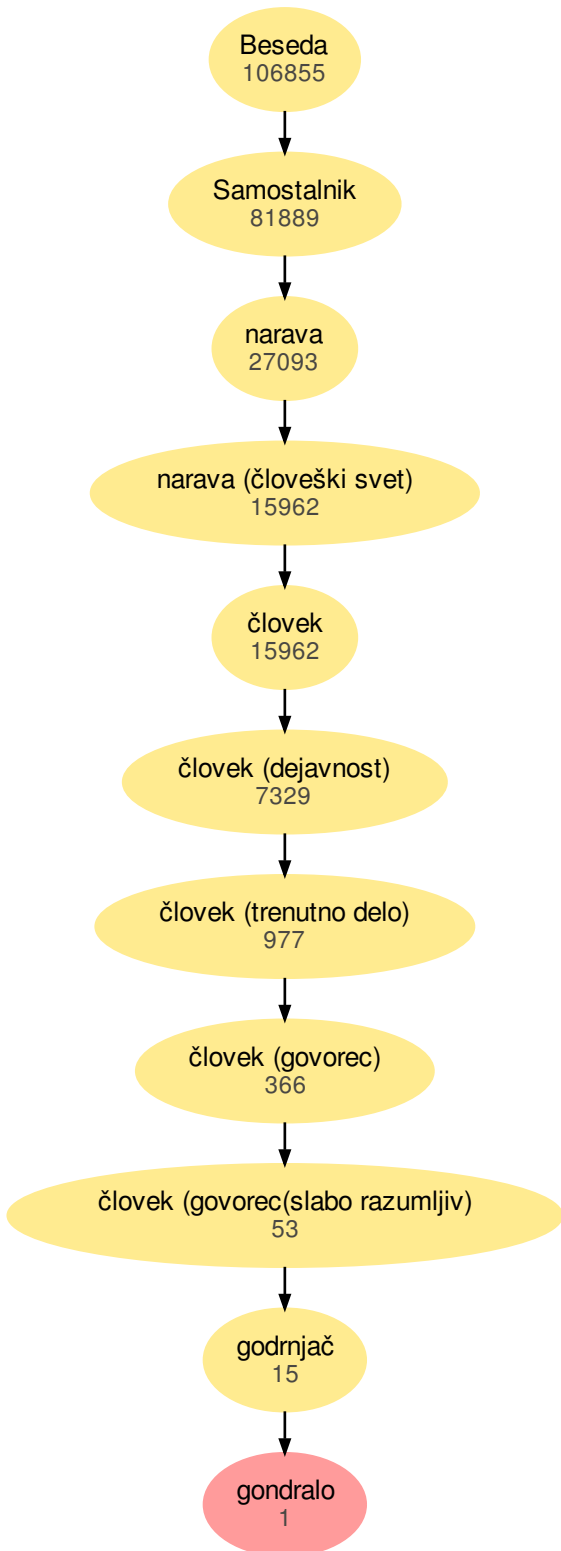 Beseda
106855
Samostalnik
81889
narava
27093
narava (človeški svet)
15962
človek
15962
človek (dejavnost)
7329
človek (trenutno delo)
977
človek (govorec)
366
človek (govorec(slabo razumljiv)
53
godrnjač
15
gondralo
1